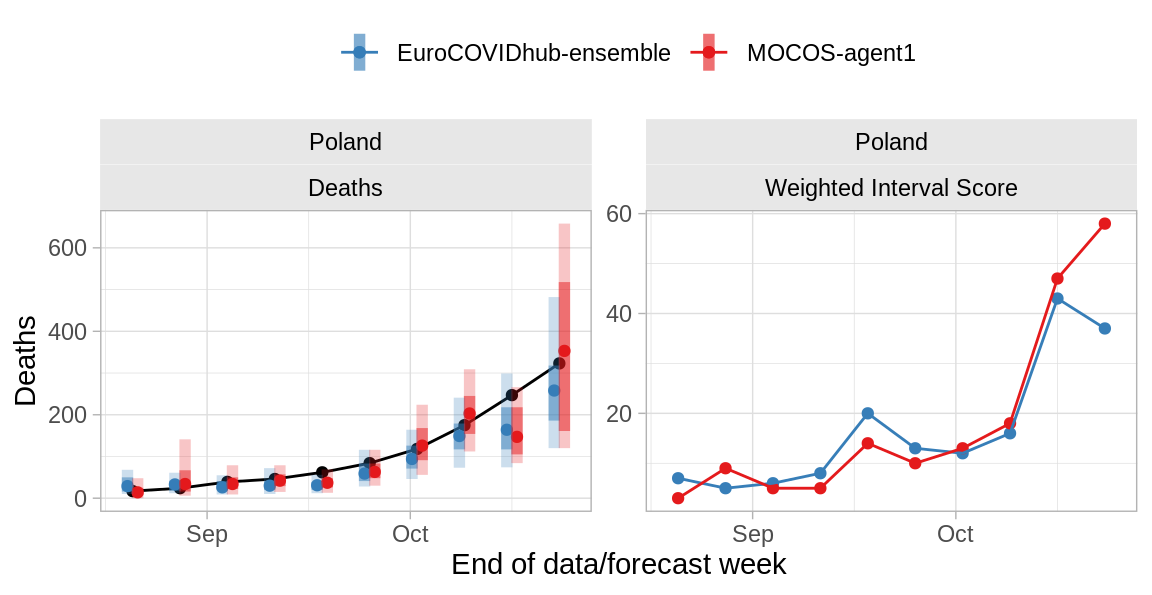 EuroCOVIDhub-ensemble MOCOS-agent1
Poland
Deaths
Poland
Weighted Interval Score
Deaths
600
400
200
0
Sep Oct
60
40
20
Sep Oct
End of data/forecast week